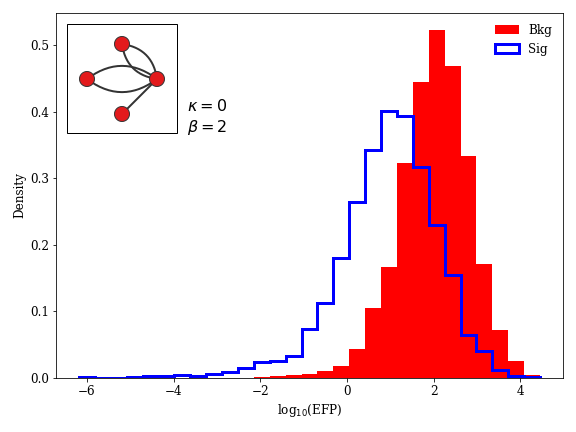 Bkg
Sig
κ = 0
β = 2
Density
0.5
0.4
0.3
0.2
0.1
0.0
−6 −4 −2 0 2 4
log₁₀(EFP)